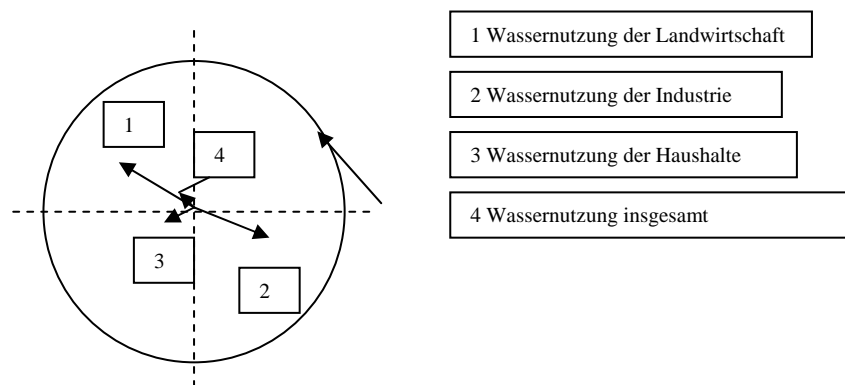 1 Wassernutzung der Landwirtschaft
2 Wassernutzung der Industrie
3 Wassernutzung der Haushalte
4 Wassernutzung insgesamt
1
4
3
2